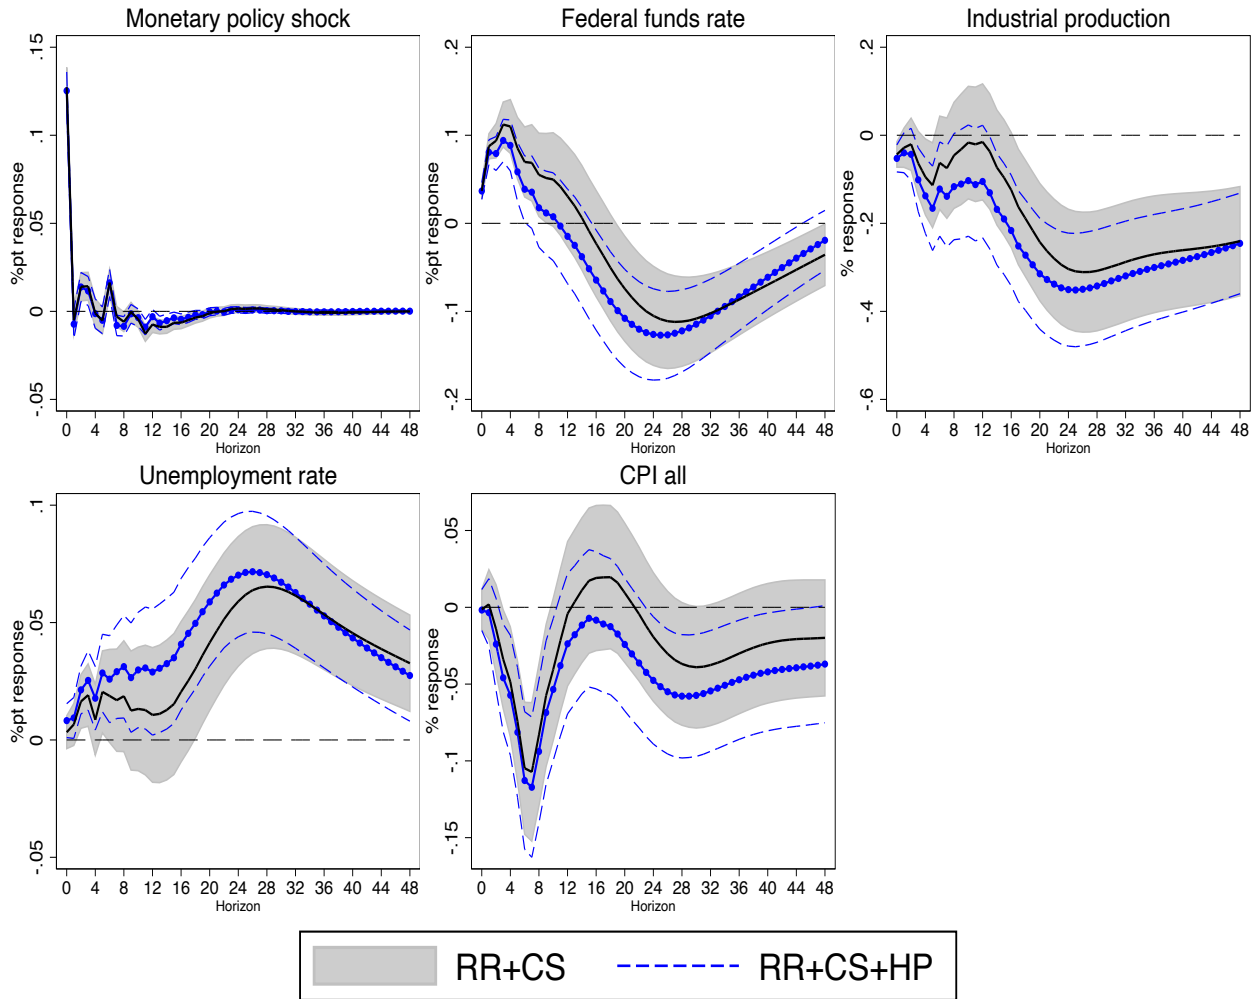 Monetary policy shock
%pt response
.15
.1
.05
0
-.05
0 4 8 12 16 20 24 28 32 36 40 44 48
Horizon
Federal funds rate
%pt response
.2
.1
0
-.1
-.2
0 4 8 12 16 20 24 28 32 36 40 44 48
Horizon
Industrial production
% response
.2
0
-.2
-.4
-.6
0 4 8 12 16 20 24 28 32 36 40 44 48
Horizon
Unemployment rate
%pt response
.1
.05
0
-.05
0 4 8 12 16 20 24 28 32 36 40 44 48
Horizon
CPI all
% response
.05
0
-.05
-.1
-.15
0 4 8 12 16 20 24 28 32 36 40 44 48
Horizon
RR+CS
RR+CS+HP